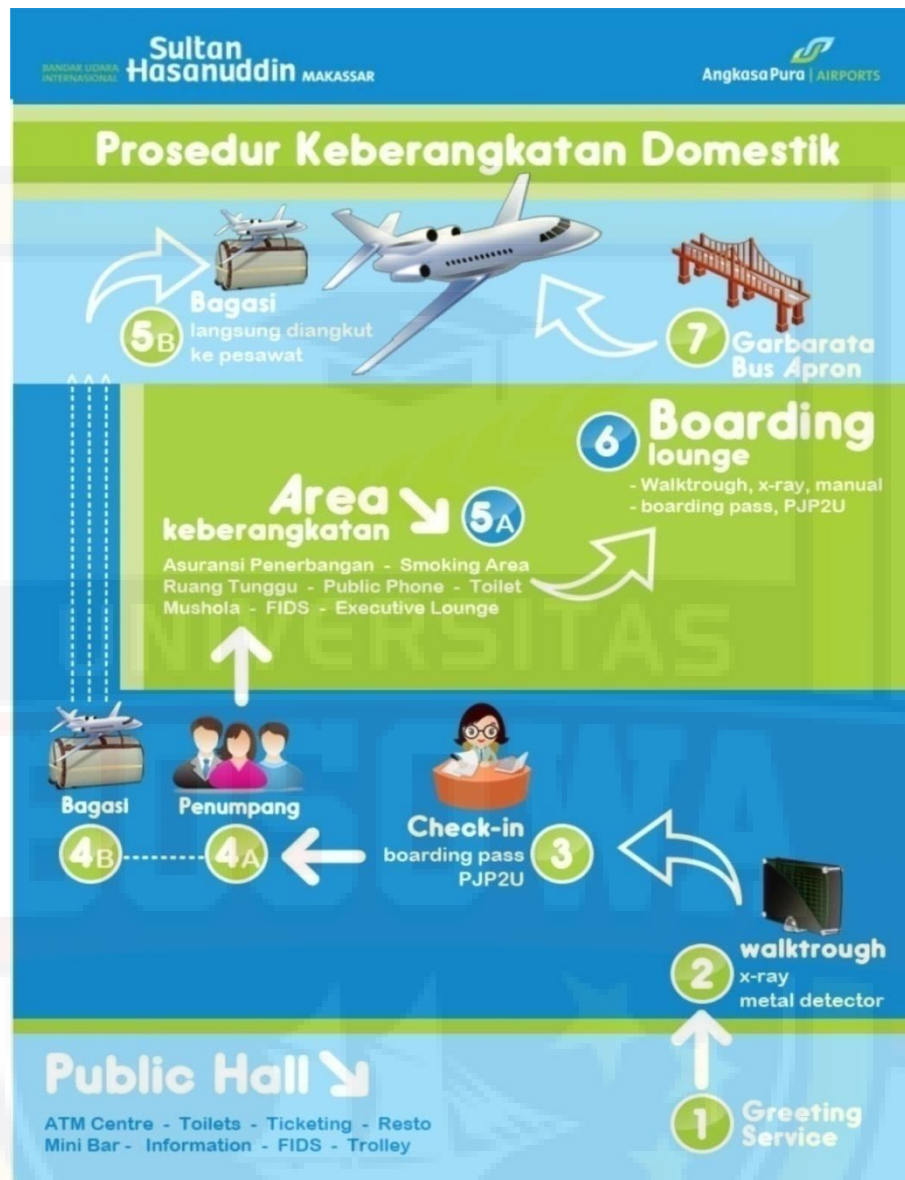 BANDAR UDARA
INTERNASIONAL
Sultan
Hasanuddin MAKASSAR
AngkasaPura | AIRPORTS
Prosedur Keberangkatan Domestik
5B
Bagasi
langsung diangkut
ke pesawat
7
Garbarata
Bus Apron
6
Boarding
lounge
- Walktrough, x-ray, manual
- boarding pass, PJP2U
Area
keberangkatan
5A
Asuransi Penerbangan - Smoking Area
Ruang Tunggu - Public Phone - Toilet
Mushola - FIDS - Executive Lounge
UNIVERSITAS
BOSOWA
Bagasi
4B
Penumpang
4A
Check-in
boarding pass
PJP2U
3
2
walktrough
x-ray
metal detector
Public Hall
ATM Centre - Toilets - Ticketing - Resto
Mini Bar - Information - FIDS - Trolley
1
Greeting
Service